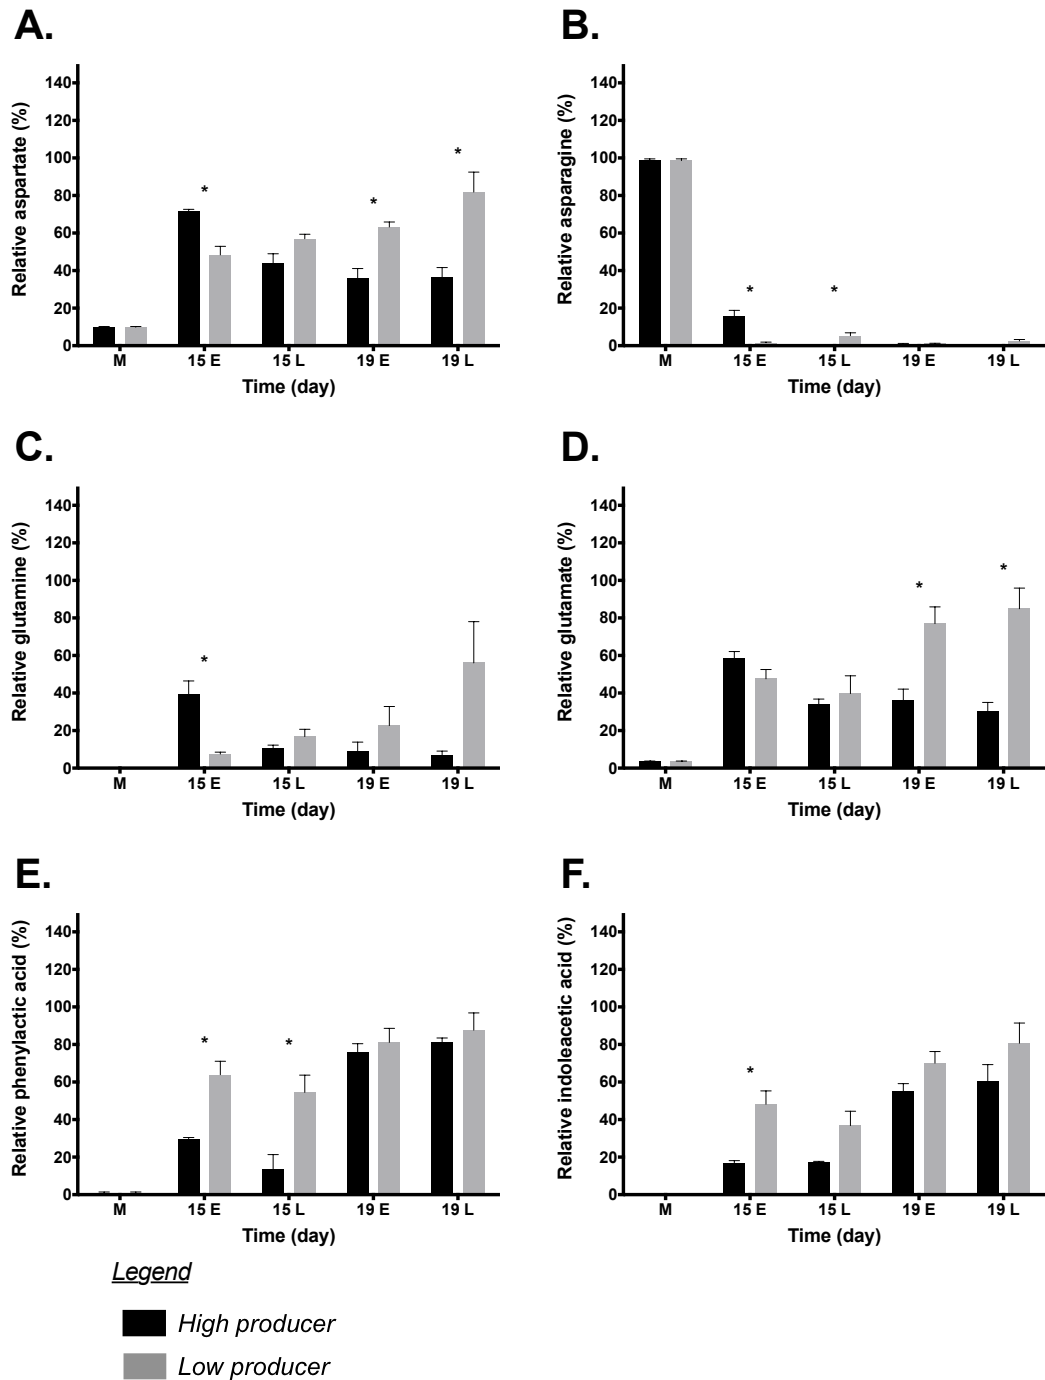 A.
Relative aspartate (%)
140
120
100
80
60
40
20
0
* * *
M 15 E 15 L 19 E 19 L
Time (day)
B.
Relative asparagine (%)
140
120
100
80
60
40
20
0
* *
M 15 E 15 L 19 E 19 L
Time (day)
C.
Relative glutamine (%)
140
120
100
80
60
40
20
0
*
M 15 E 15 L 19 E 19 L
Time (day)
D.
Relative glutamate (%)
140
120
100
80
60
40
20
0
* *
M 15 E 15 L 19 E 19 L
Time (day)
E.
Relative phenylactic acid (%)
140
120
100
80
60
40
20
0
* *
M 15 E 15 L 19 E 19 L
Time (day)
F.
Relative indoleacetic acid (%)
140
120
100
80
60
40
20
0
*
M 15 E 15 L 19 E 19 L
Time (day)
Legend
High producer
Low producer